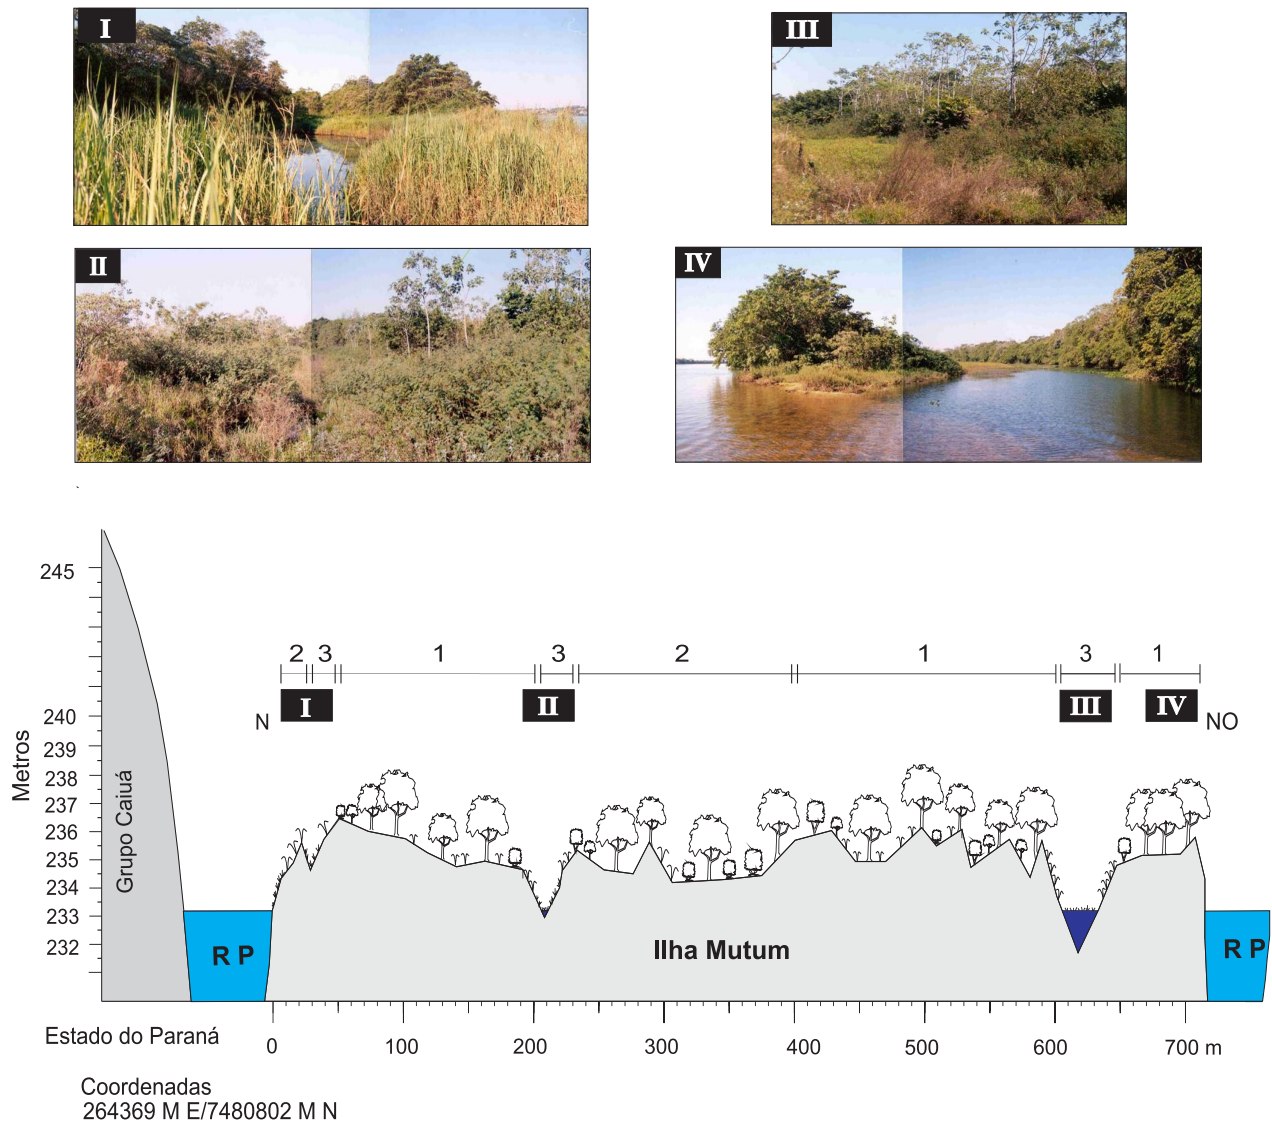 I
III
II
IV
245
2 3 1 3 2 1 3 1
I II III IV
N
NO
240
239
238
237
236
235
234
233
232
Metros
Grupo Caiuá
R P
Ilha Mutum
R P
Estado do Paraná
0 100 200 300 400 500 600 700 m
Coordenadas
264369 M E/7480802 M N